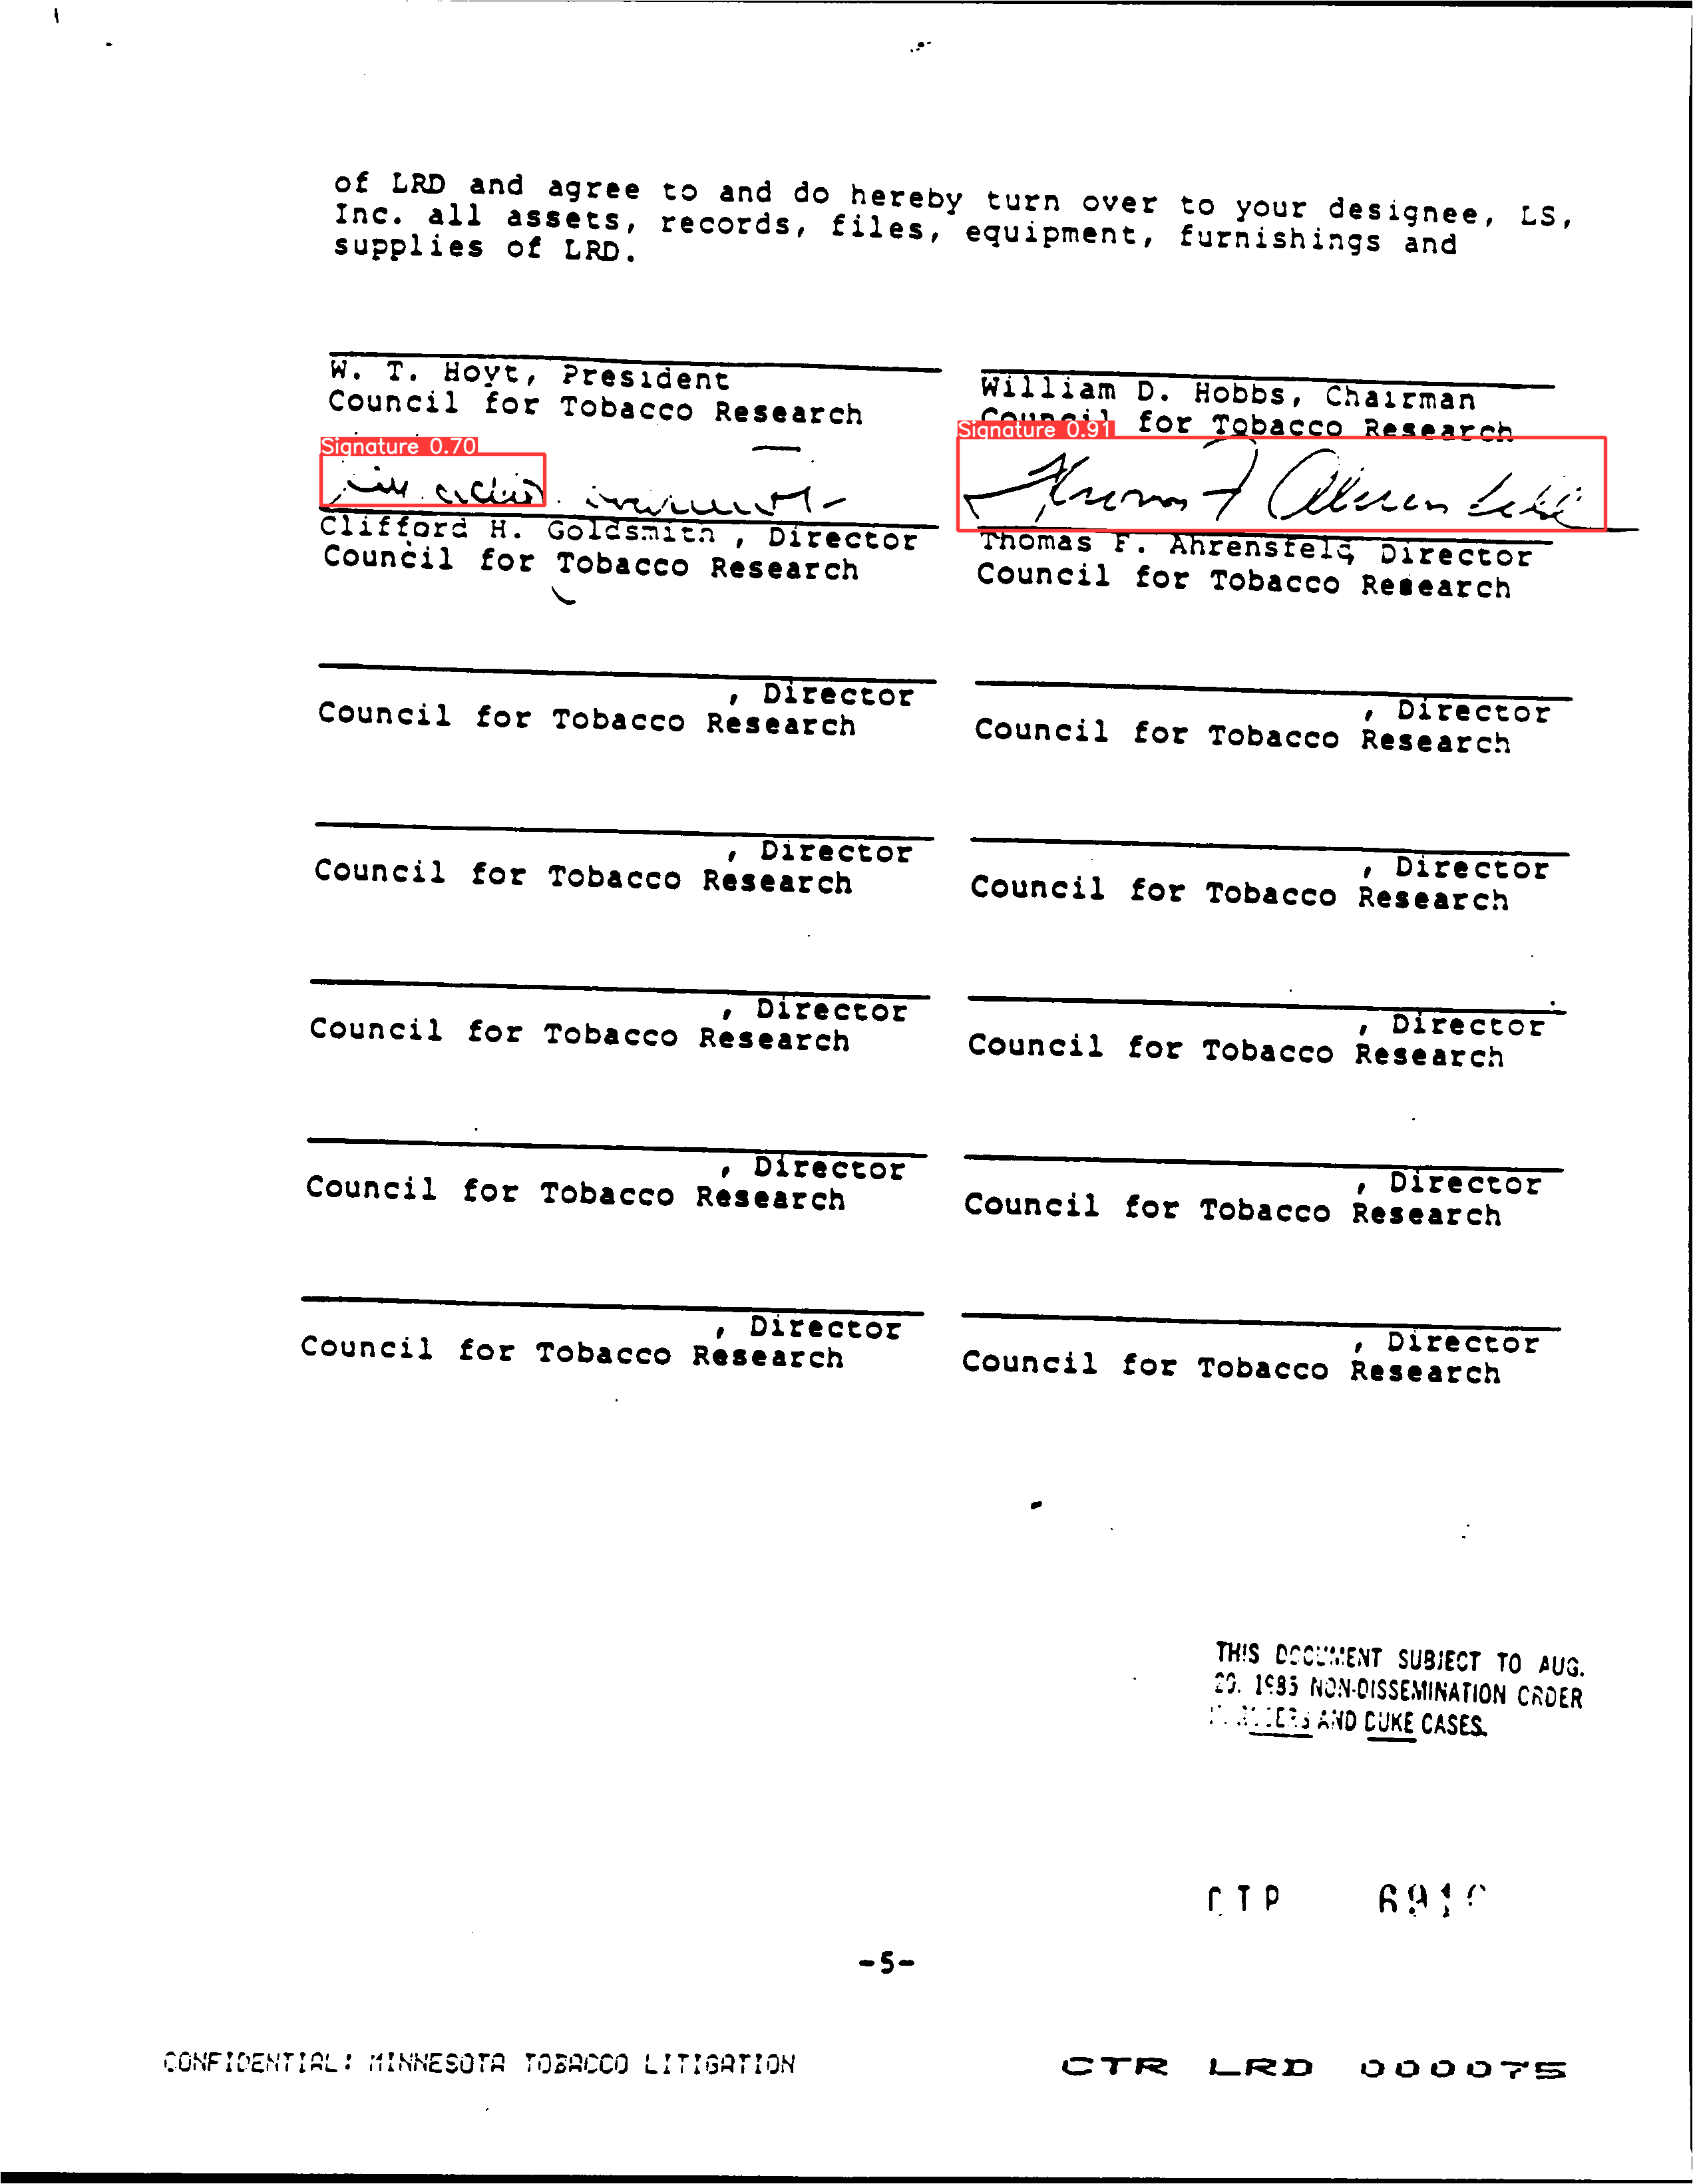 of LRD and agree to and do hereby turn over to your designee, LS,
Inc. all assets, records, files, equipment, furnishings and
supplies of LRD.
W. T. Hoyt, President
Council for Tobacco Research
William D. Hobbs, Chairman
Council for Tobacco Research
Signature 0.70
Signature 0.91
Clifford H. Goldsmith , Director
Council for Tobacco Research
Thomas F. Ahrensfeld, Director
Council for Tobacco Research
, Director
Council for Tobacco Research
, Director
Council for Tobacco Research
, Director
Council for Tobacco Research
, Director
Council for Tobacco Research
, Director
Council for Tobacco Research
, Director
Council for Tobacco Research
, Director
Council for Tobacco Research
, Director
Council for Tobacco Research
, Director
Council for Tobacco Research
, Director
Council for Tobacco Research
THIS DOCUMENT SUBJECT TO AUG.
1985 NON-DISSEMINATION ORDER
AND DUKE CASES.
-5-
CONFIDENTIAL: MINNESOTA TOBACCO LITIGATION
CTR LRD 000075